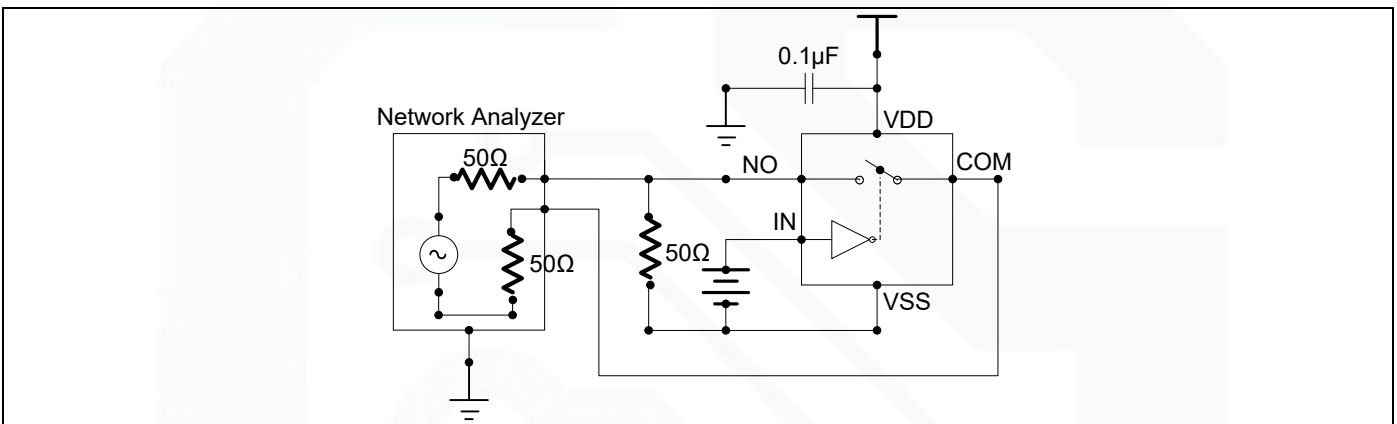 0.1µF
Network Analyzer
VDD
50Ω
NO
COM
IN
50Ω
50Ω
VSS